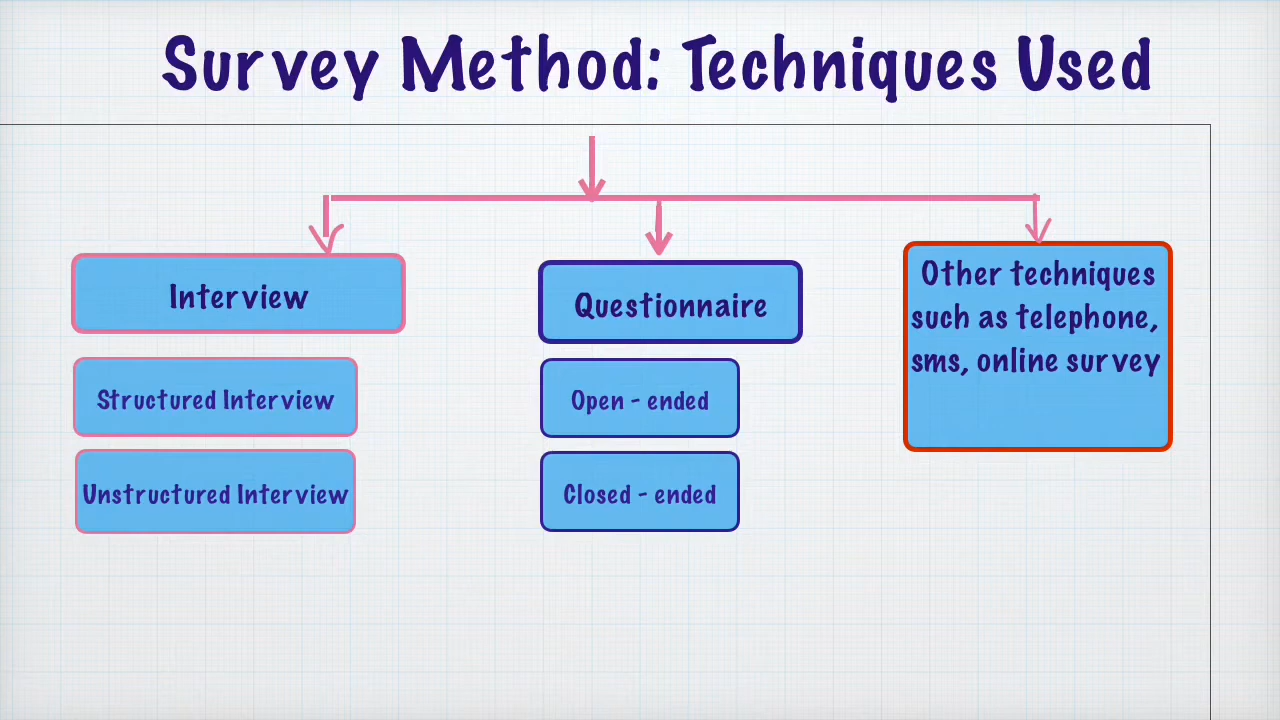 Survey Method: Techniques Used
Interview
Structured Interview
Unstructured Interview
Questionnaire
Open - ended
Closed - ended
Other techniques
such as telephone,
sms, online survey